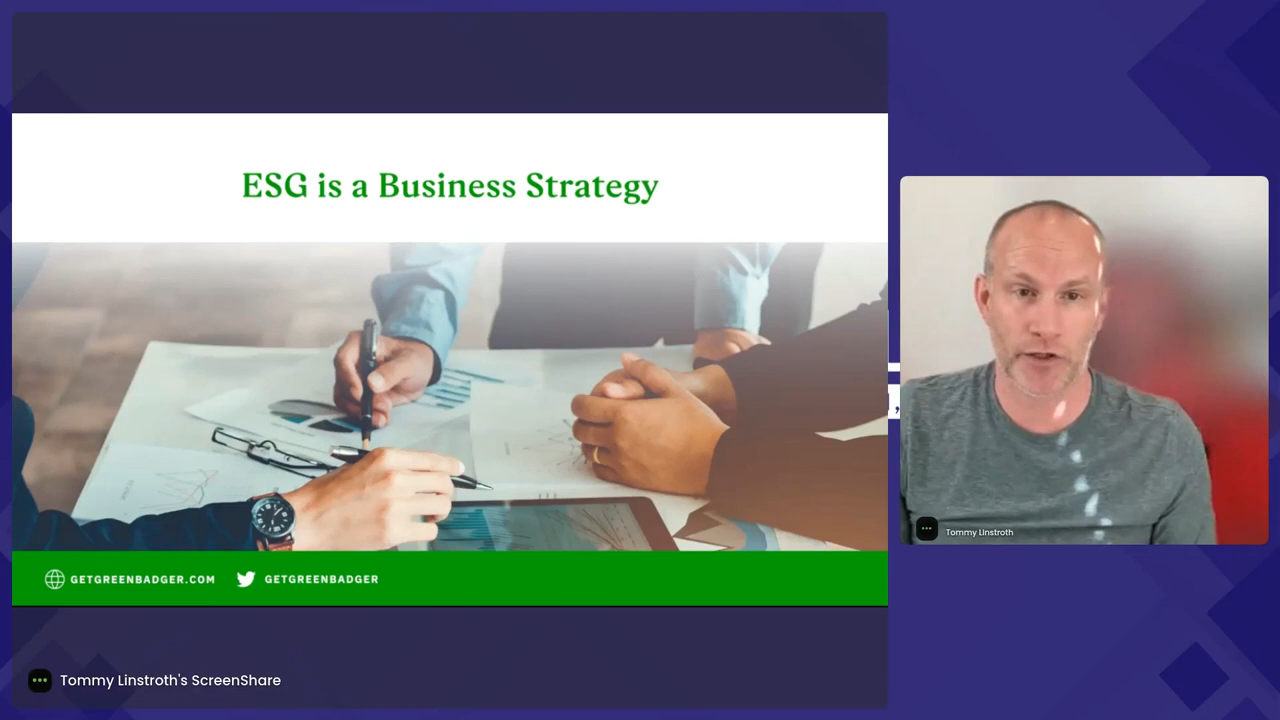 ESG is a Business Strategy
GETGREENBADGER.COM GETGREENBADGER
Tommy Linstroth's ScreenShare
Tommy Linstroth